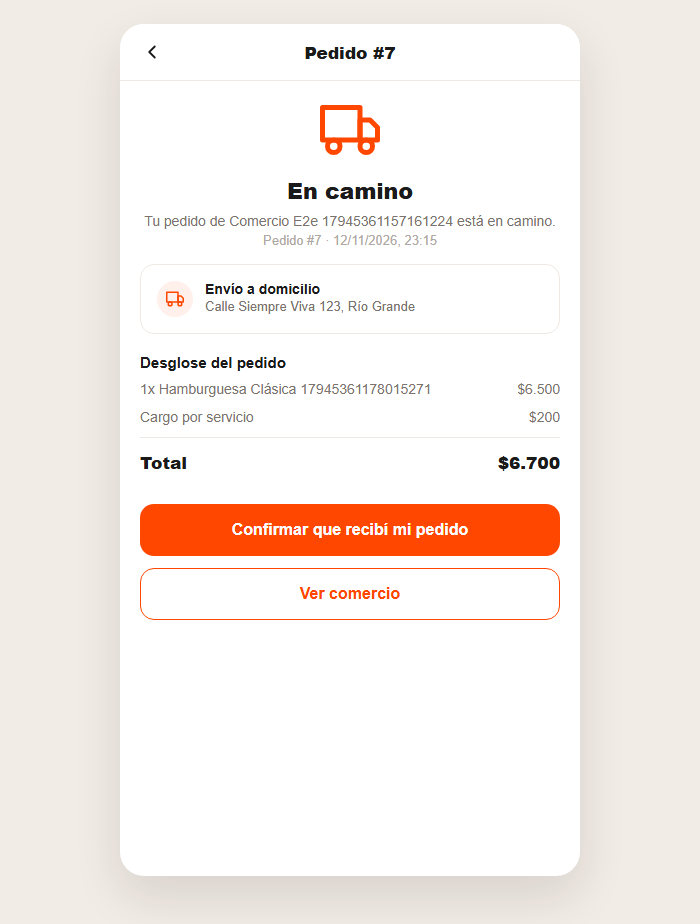 Pedido #7
En camino
Tu pedido de Comercio E2e 17945361157161224 está en camino.
Pedido #7 · 12/11/2026, 23:15
Envío a domicilio
Calle Siempre Viva 123, Río Grande
Desglose del pedido
1x Hamburguesa Clásica 17945361178015271 $6.500
Cargo por servicio $200
Total $6.700
Confirmar que recibí mi pedido
Ver comercio